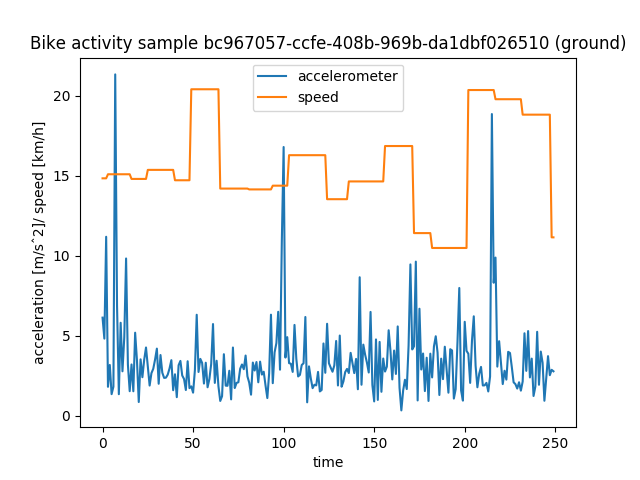 Bike activity sample bc967057-ccfe-408b-969b-da1dbf026510 (ground)
accelerometer
speed
acceleration [m/s^2]/ speed [km/h]
20
15
10
5
0
0 50 100 150 200 250
time